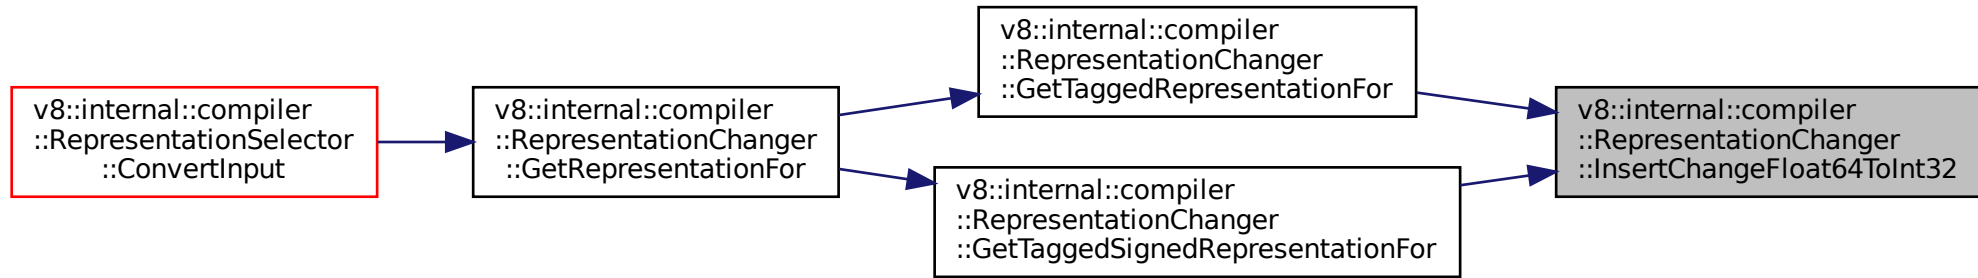 v8::internal::compiler
::RepresentationSelector
::ConvertInput
v8::internal::compiler
::RepresentationChanger
::GetRepresentationFor
v8::internal::compiler
::RepresentationChanger
::GetTaggedRepresentationFor
v8::internal::compiler
::RepresentationChanger
::GetTaggedSignedRepresentationFor
v8::internal::compiler
::RepresentationChanger
::InsertChangeFloat64ToInt32